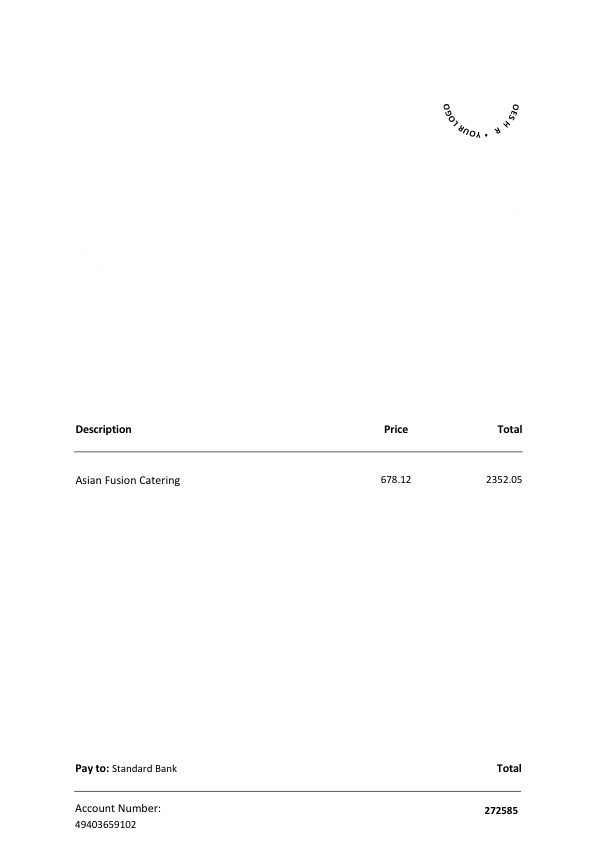 OES H R • YOUR LOGO
Description Price Total
Asian Fusion Catering 678.12 2352.05
Pay to: Standard Bank Total
Account Number: 272585
49403659102